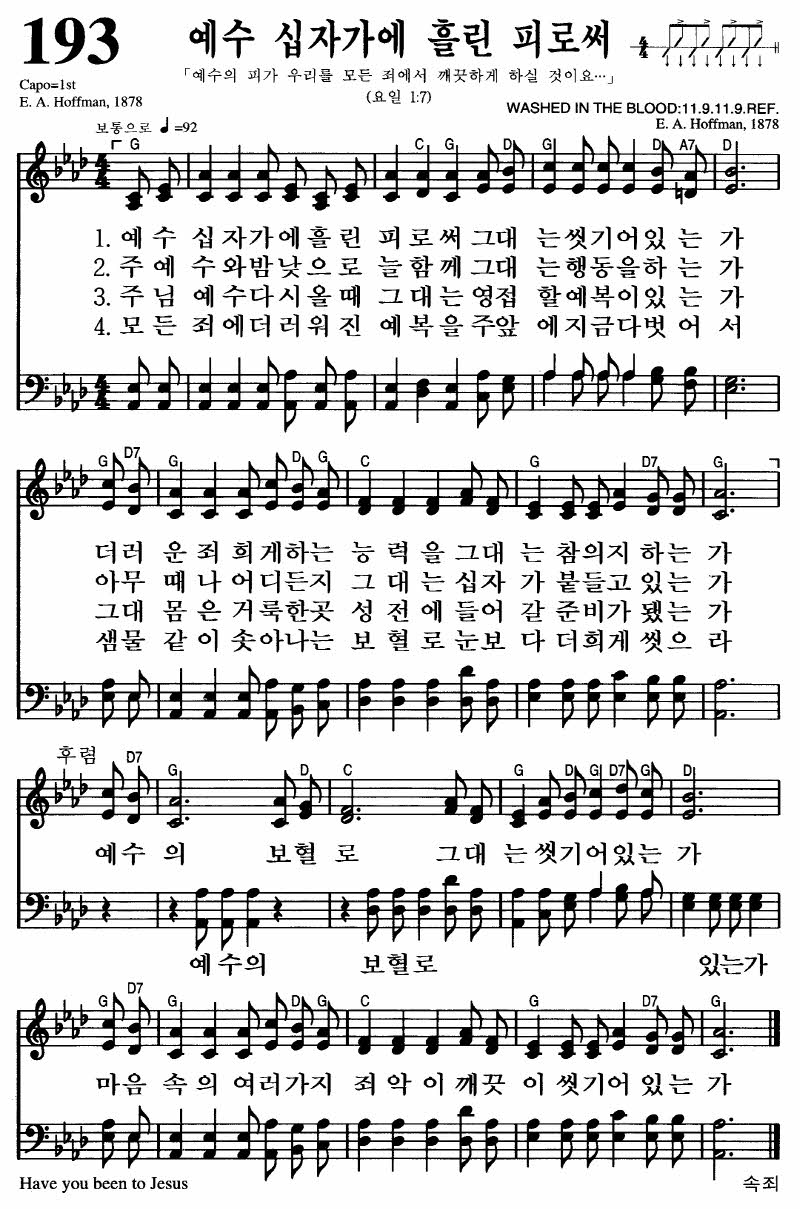 193
예수 십자가에 흘린 피로써
「예수의 피가 우리를 모든 죄에서 깨끗하게 하실 것이요…」
(요일 1:7)
4/4
Capo=1st
E. A. Hoffman, 1878
WASHED IN THE BLOOD:11.9.11.9.REF.
E. A. Hoffman, 1878
보통으로 ♩=92
G C G G D A7 D
4/4
1. 예 수 십 자가에흘린 피 로 써 그대 는씻기어있 는 가
2. 주 예 수와밤낮으로 늘 함 께 그대 는행동을하 는 가
3. 주 님 예수다시올때 그 대 는 영접 할예복이있 는 가
4. 모 든 죄 에더러워진 예 복 을 주앞 에지금다벗 어 서
4/4
G D7 G D G C G D7 G
더러 운 죄 희 게하는 능 력 을 그대 는 참의지 하는 가
아무 때 나 어 디든지 그 대 는 십자 가 붙들고 있는 가
그대 몸 은 거 룩한곳 성 전 에 들어 갈 준비가 됐는 가
샘물 같 이 솟 아나는 보 혈 로 눈보 다 더희게 씻으 라
후렴 D7 G D C G D G D7 G D
예수 의 보혈 로 그대 는 씻기어있는 가
예수의 보혈로 있는가
G D7 G D G C G D7 G
마음 속 의 여 러가지 죄 악 이 깨끗 이 씻기어 있는 가
Have you been to Jesus
속죄